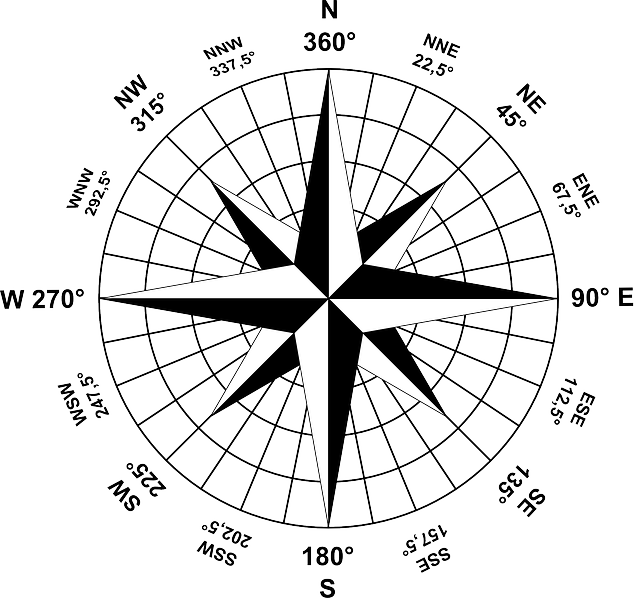 N
360°
NNE
22,5°
NE
45°
ENE
67,5°
90° E
ESE
112,5°
SE
135°
SSE
157,5°
180°
S
SSW
202,5°
SW
225°
WSW
247,5°
W 270°
WNW
292,5°
NW
315°
NNW
337,5°